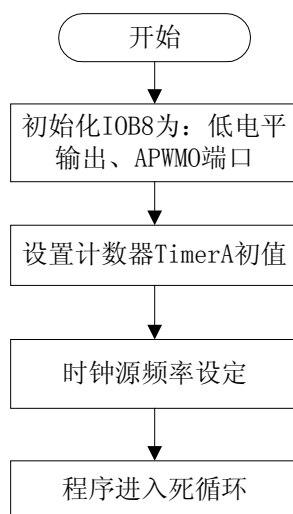 开始
初始化IOB8为: 低电平
输出、APWMO端口
设置计数器TimerA初值
时钟源频率设定
程序进入死循环